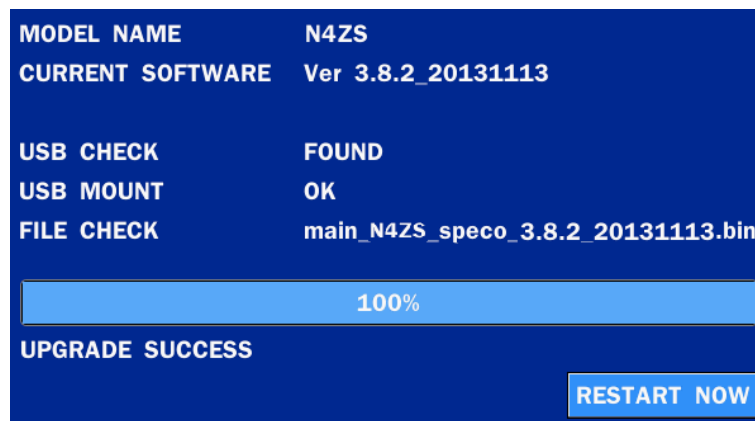 MODEL NAME N4ZS
CURRENT SOFTWARE Ver 3.8.2_20131113
USB CHECK FOUND
USB MOUNT OK
FILE CHECK main_N4ZS_speco_3.8.2_20131113.bin
100%
UPGRADE SUCCESS
RESTART NOW